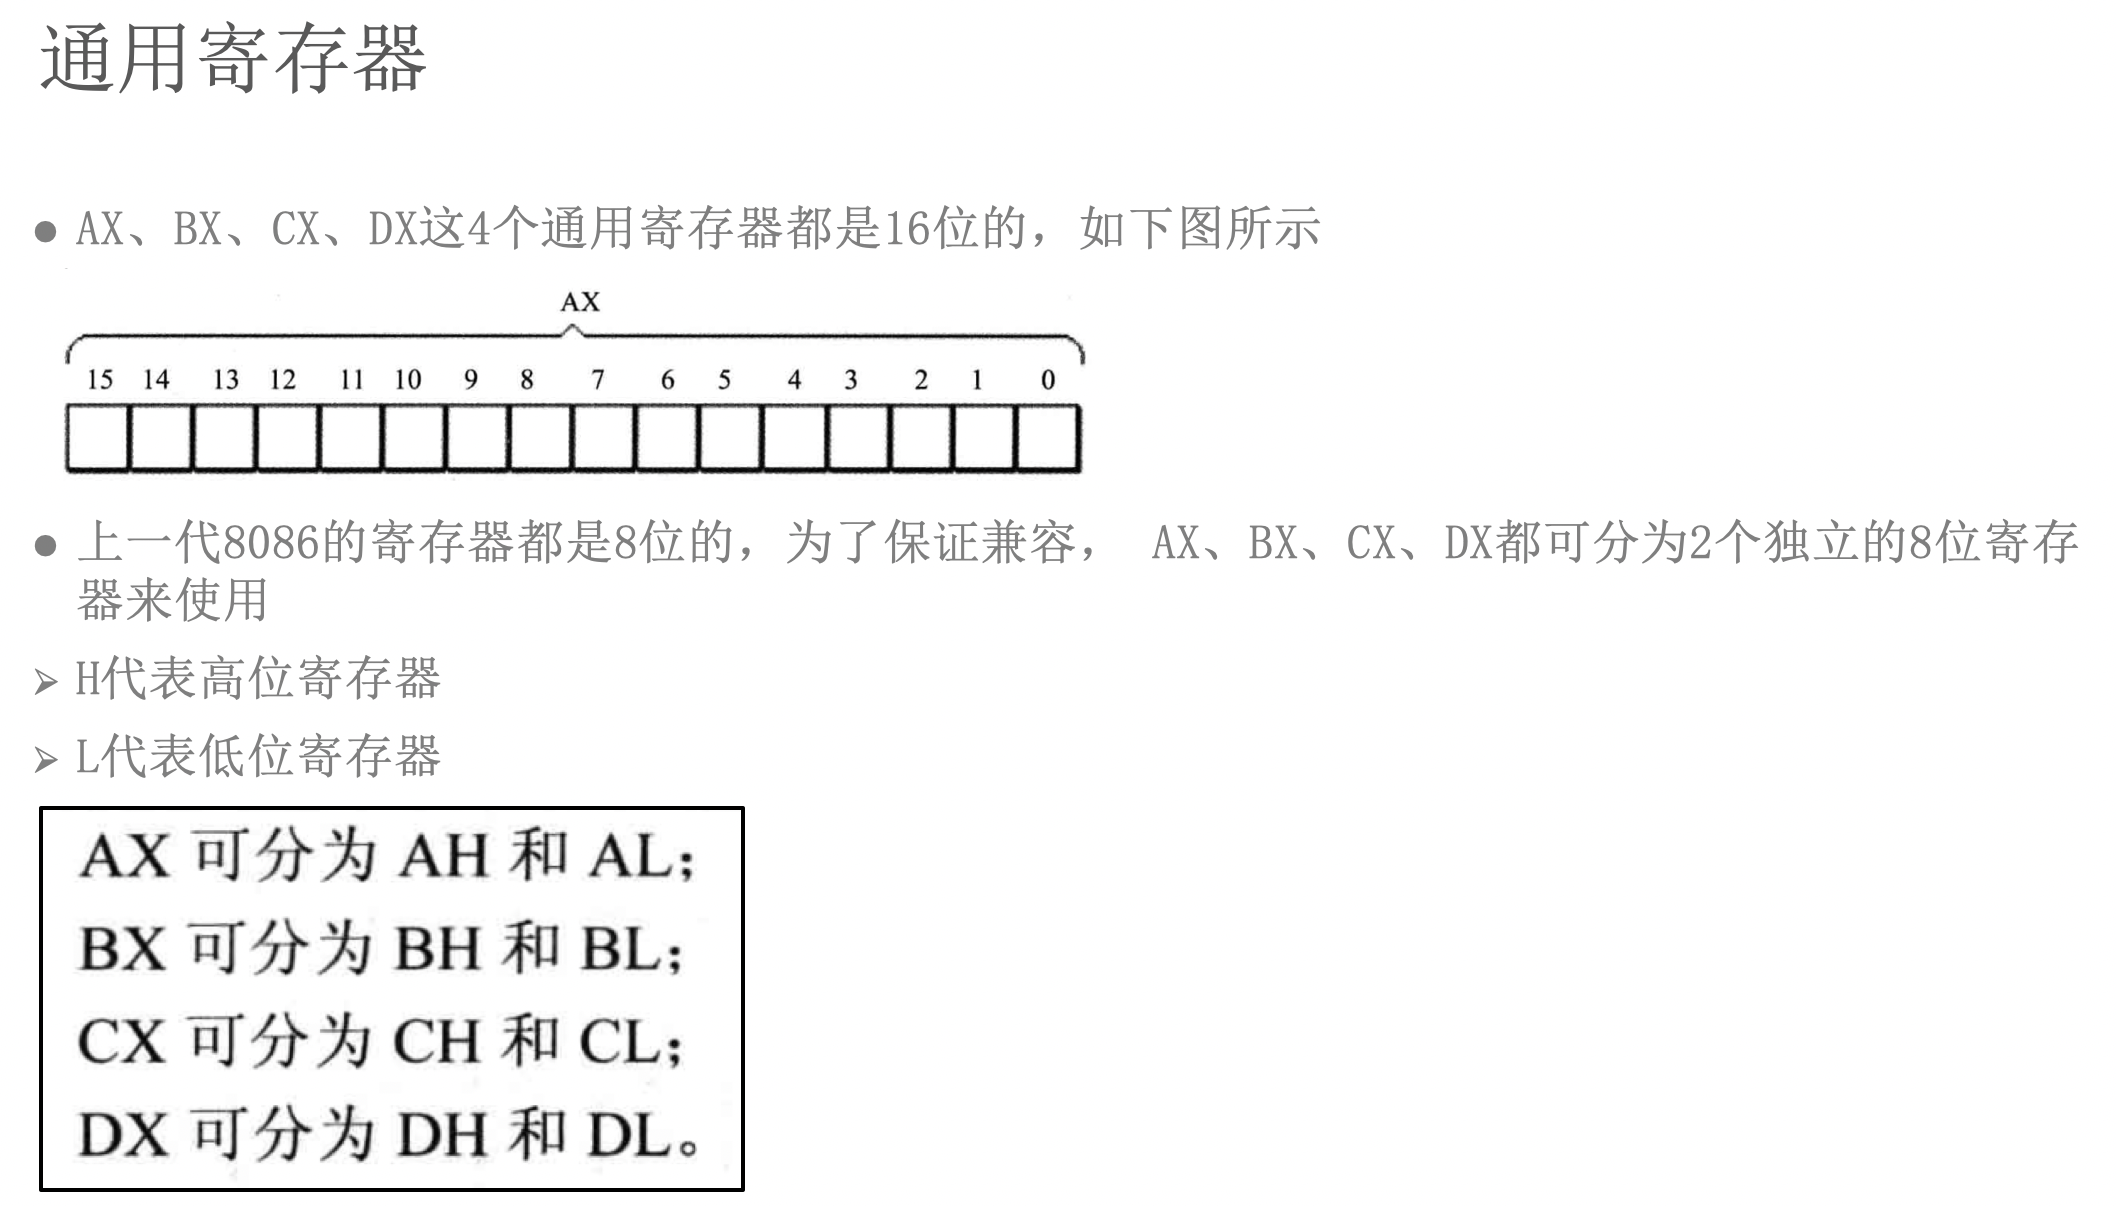 通用寄存器
● AX、BX、CX、DX这4个通用寄存器都是16位的，如下图所示
AX
15 14 13 12 11 10 9 8 7 6 5 4 3 2 1 0
● 上一代8086的寄存器都是8位的，为了保证兼容， AX、BX、CX、DX都可分为2个独立的8位寄存
器来使用
➢ H代表高位寄存器
➢ L代表低位寄存器
AX 可分为 AH 和 AL；
BX 可分为 BH 和 BL；
CX 可分为 CH 和 CL；
DX 可分为 DH 和 DL。